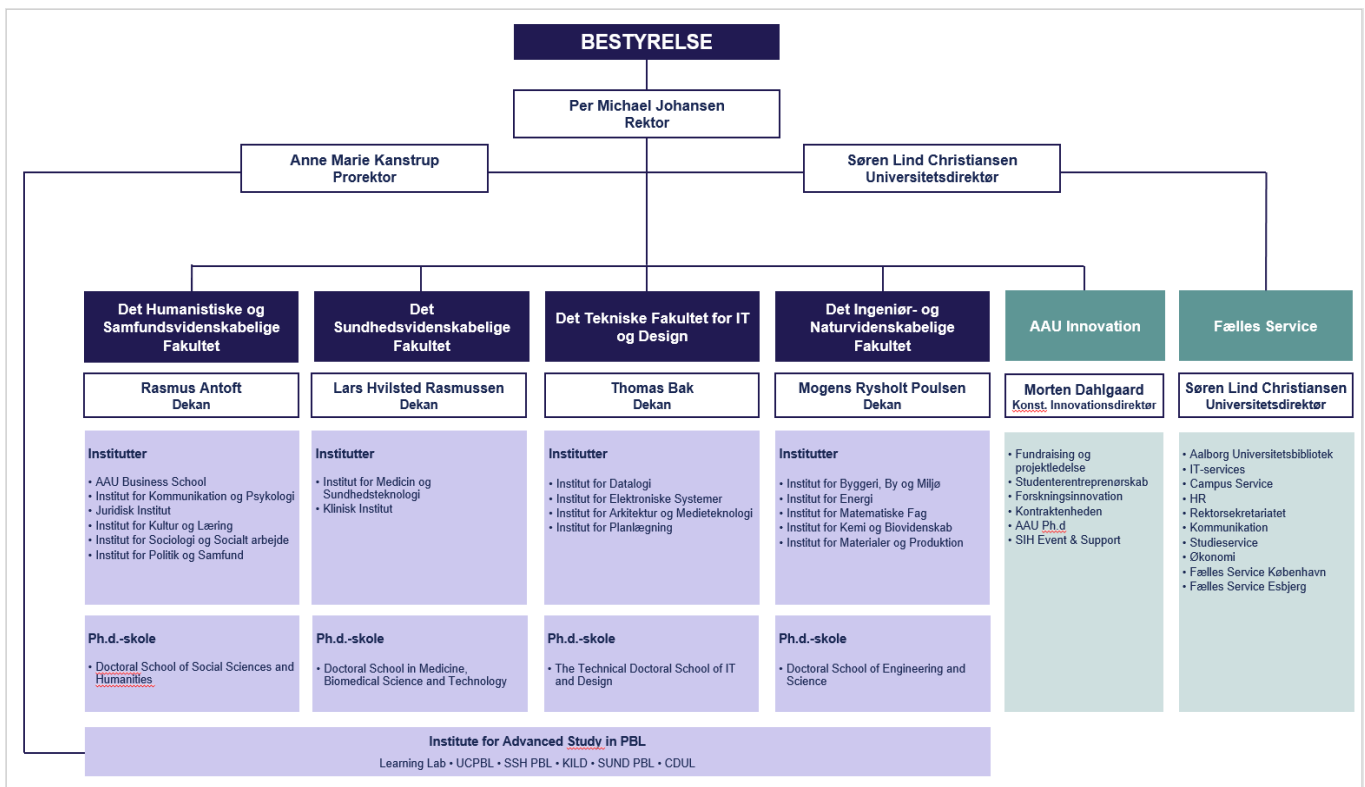 BESTYRELSE
Per Michael Johansen
Rektor
Anne Marie Kanstrup
Prorektor
Søren Lind Christiansen
Universitetsdirektør
Det Humanistiske og
Samfundsvidenskabelige
Fakultet
Rasmus Antoft
Dekan
Institutter
• AAU Business School
• Institut for Kommunikation og Psykologi
• Juridisk Institut
• Institut for Kultur og Læring
• Institut for Sociologi og Socialt arbejde
• Institut for Politik og Samfund
Ph.d.-skole
• Doctoral School of Social Sciences and
Humanities
Det
Sundhedsvidenskabelige
Fakultet
Lars Hvilsted Rasmussen
Dekan
Institutter
• Institut for Medicin og
Sundhedsteknologi
• Klinisk Institut
Ph.d.-skole
• Doctoral School in Medicine,
Biomedical Science and Technology
Det Tekniske Fakultet for IT
og Design
Thomas Bak
Dekan
• Institut for Datalogi
• Institut for Elektroniske Systemer
• Institut for Arkitektur og Medieteknologi
• Institut for Planlægning
• The Technical Doctoral School of IT
and Design
Det Ingeniør- og
Naturvidenskabelige
Fakultet
Mogens Rysholt Poulsen
Dekan
Institutter
• Institut for Byggeri, By og Miljø
• Institut for Energi
• Institut for Matematiske Fag
• Institut for Kemi og Biovidenskab
• Institut for Materialer og Produktion
Ph.d.-skole
• Doctoral School of Engineering and
Science
AAU Innovation
Morten Dahlgaard
Konst. Innovationsdirektør
• Fundraising og
projektledelse
• Studenterentreprenørskab
• Forskningsinnovation
• Kontraktenheden
• AAU Ph.d
• SIH Event & Support
Fælles Service
Søren Lind Christiansen
Universitetsdirektør
• Aalborg Universitetsbibliotek
• IT-services
• Campus Service
• HR
• Rektorsekretariatet
• Kommunikation
• Studieservice
• Økonomi
• Fælles Service København
• Fælles Service Esbjerg
Institute for Advanced Study in PBL
Learning Lab • UCPBL • SSH PBL • KILD • SUND PBL • CDUL